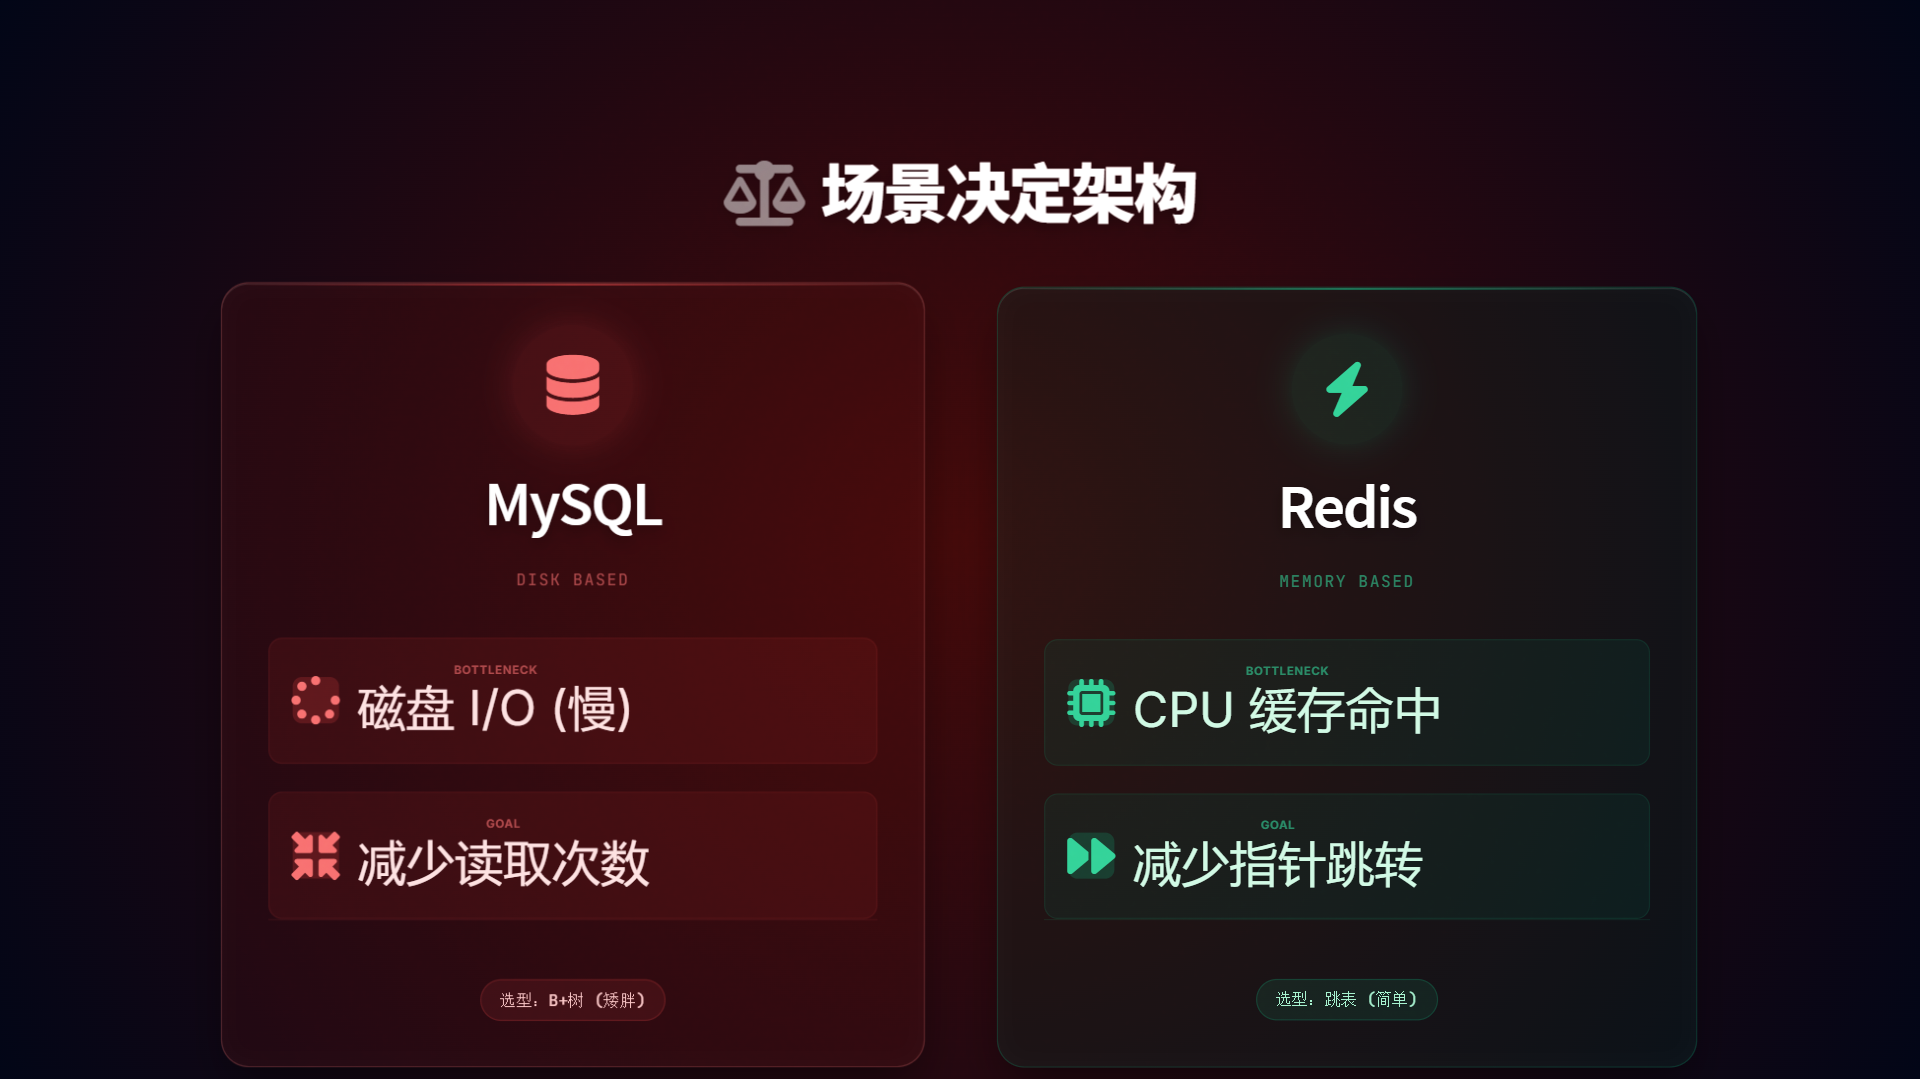 场景决定架构
MySQL
DISK BASED
BOTTLENECK
磁盘 I/O (慢)
GOAL
减少读取次数
选型：B+树 (矮胖)
Redis
MEMORY BASED
BOTTLENECK
CPU 缓存命中
GOAL
减少指针跳转
选型：跳表 (简单)